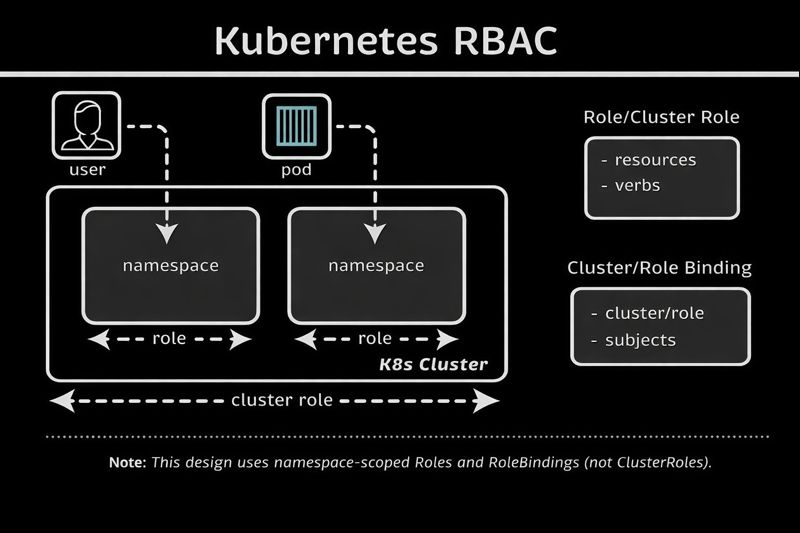 Kubernetes RBAC
user
pod
namespace
namespace
role
role
K8s Cluster
cluster role
Role/Cluster Role
- resources
- verbs
Cluster/Role Binding
- cluster/role
- subjects
Note: This design uses namespace-scoped Roles and RoleBindings (not ClusterRoles).